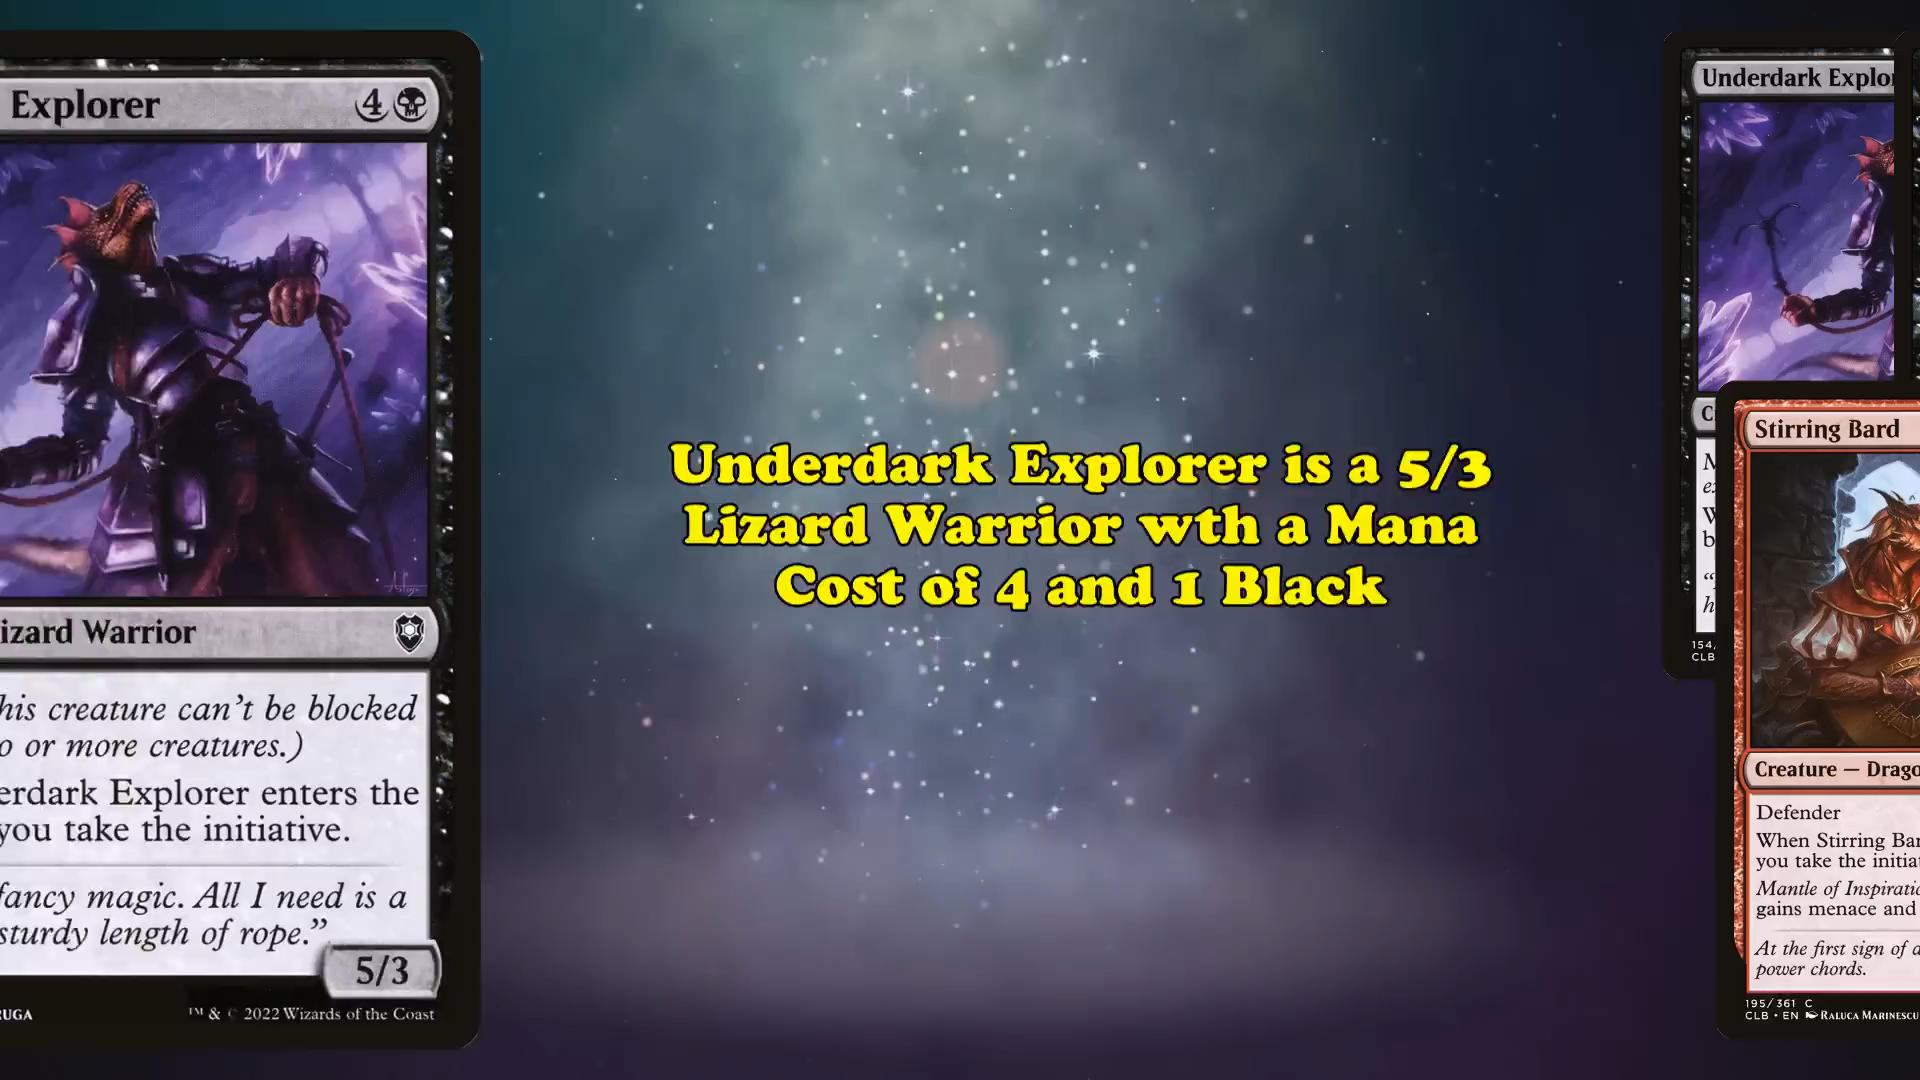 Explorer 4
izard Warrior
his creature can't be blocked
o or more creatures.)
erdark Explorer enters the
you take the initiative.
fancy magic. All I need is a
sturdy length of rope.”
5/3
RUGA ™ & © 2022 Wizards of the Coast
Underdark Explorer is a 5/3
Lizard Warrior wth a Mana
Cost of 4 and 1 Black
Underdark Explo
C
M
e
W
b
“
h
154
CLB
Stirring Bard
Creature — Drago
Defender
When Stirring Bar
you take the initia
Mantle of Inspiratio
gains menace and
At the first sign of d
power chords.
195/361 C
CLB • EN Raluca Marinescu